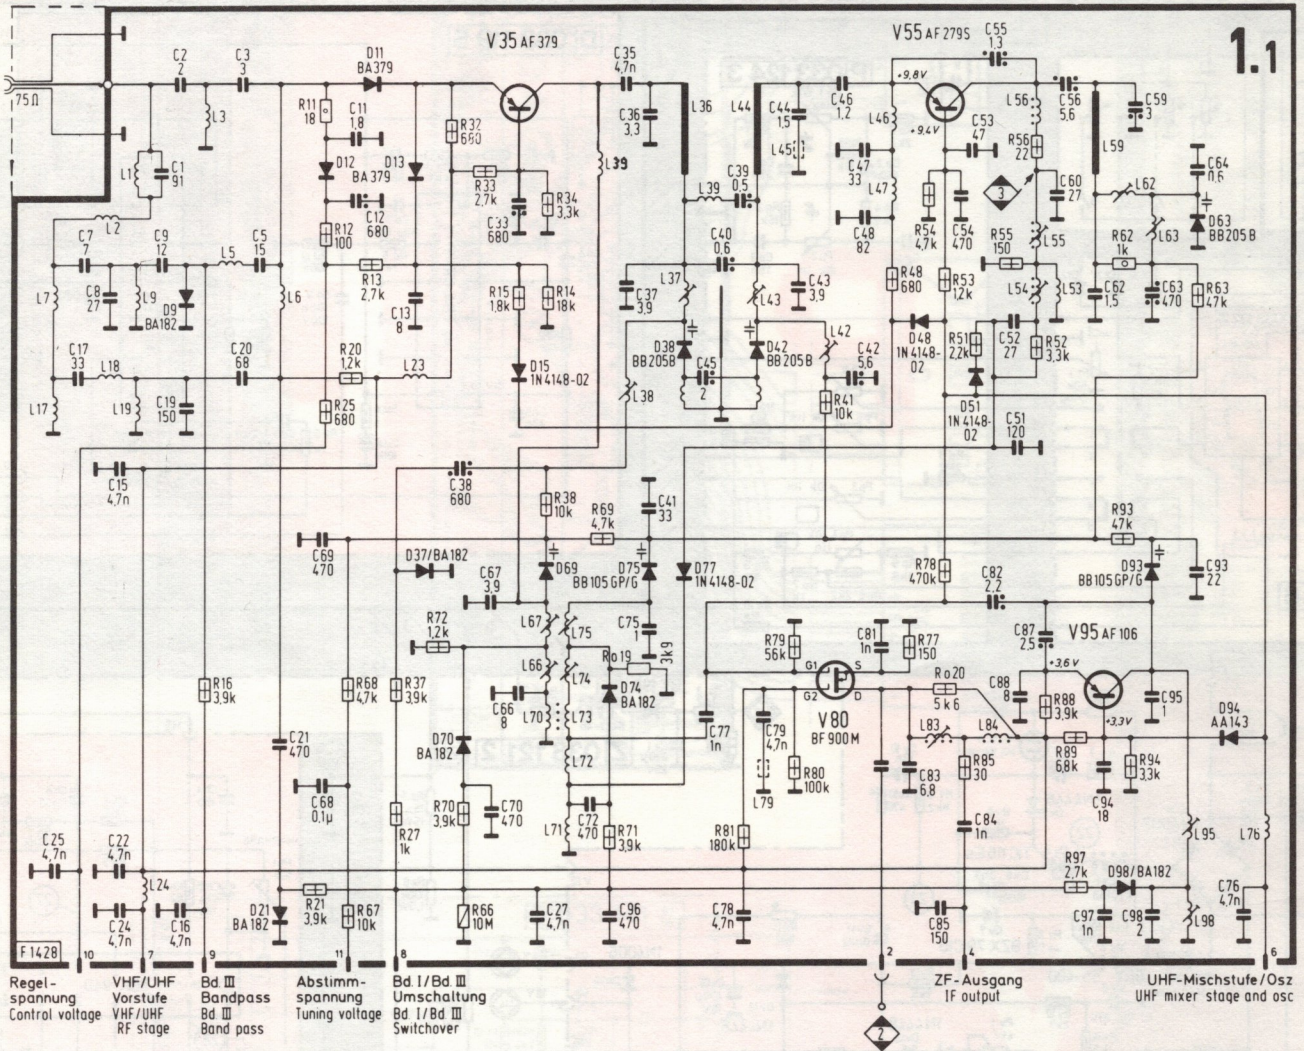 1.1
V35 AF379
V55 AF279S
75Ω
C2
2
C3
3
D11
BA379
C35
4,7n
C55
1,3
L3
R11
18
C11
1,8
R32
680
C36
3,3
L36
L44
C44
1,5
C46
1,2
+9,8V
L46
L56
C56
5,6
C59
3
L1
C1
91
D12
D13
BA379
R33
2,7k
L39
L45
C47
33
+9,4V
C53
47
R56
22
L59
C64
0,6
L2
C12
680
C33
680
R34
3,3k
L39
C39
0,5
L47
3
C60
27
L62
R12
100
C48
82
R54
4,7k
C54
470
D63
BB205B
C7
7
C9
12
L5
C5
15
C40
0,6
R55
150
L55
R62
1k
L63
L7
C8
27
L9
D9
BA182
L6
R13
2,7k
C13
8
R15
1,8k
R14
18k
C37
3,9
L37
L43
C43
3,9
R48
680
R53
1,2k
L54
L53
C62
1,5
C63
470
R63
47k
C17
33
L18
C20
68
R20
1,2k
L23
D15
1N4148-02
D38
BB205B
C45
2
D42
BB205B
L42
C42
5,6
D48
1N4148-
02
R51
2,2k
C52
27
R52
3,3k
L17
L19
C19
150
R25
680
L38
R41
10k
D51
1N4148-
02
C51
120
C15
4,7n
C38
680
R38
10k
C41
33
R69
4,7k
R93
47k
C69
470
D37/BA182
D69
D75
BB105GP/G
D77
1N4148-02
R78
470k
C82
2,2
D93
BB105GP/G
C93
22
C67
3,9
R72
1,2k
L67
L75
C75
1
R79
56k
C81
1n
R77
150
C87
2,5
V95 AF106
Ro19
3k9
G1
S
G2
D
+3,6V
R16
3,9k
R68
4,7k
R37
3,9k
L66
L74
D74
BA182
Ro20
5k6
C88
8
R88
3,9k
C95
1
C66
8
L70
L73
C77
1n
C79
4,7n
V80
BF900M
+3,3V
D94
AA143
C21
470
D70
BA182
L72
L83
L84
R89
6,8k
R80
100k
C83
6,8
R85
30
R94
3,3k
L79
C68
0,1µ
R27
1k
R70
3,9k
C70
470
C72
470
L71
R71
3,9k
R81
180k
C84
1n
C94
18
L95
L76
C25
4,7n
C22
4,7n
L24
R97
2,7k
D98/BA182
C24
4,7n
C16
4,7n
D21
BA182
R21
3,9k
R67
10k
R66
10M
C27
4,7n
C96
470
C78
4,7n
C85
150
C97
1n
C98
2
L98
C76
4,7n
F1428
10
7
9
11
8
2
4
6
Regel-
spannung
Control voltage
VHF/UHF
Vorstufe
VHF/UHF
RF stage
Bd. III
Bandpass
Bd. III
Band pass
Abstimm-
spannung
Tuning voltage
Bd. I/Bd. III
Umschaltung
Bd. I/Bd. III
Switchover
2
ZF-Ausgang
IF output
UHF-Mischstufe/Osz
UHF mixer stage and osc